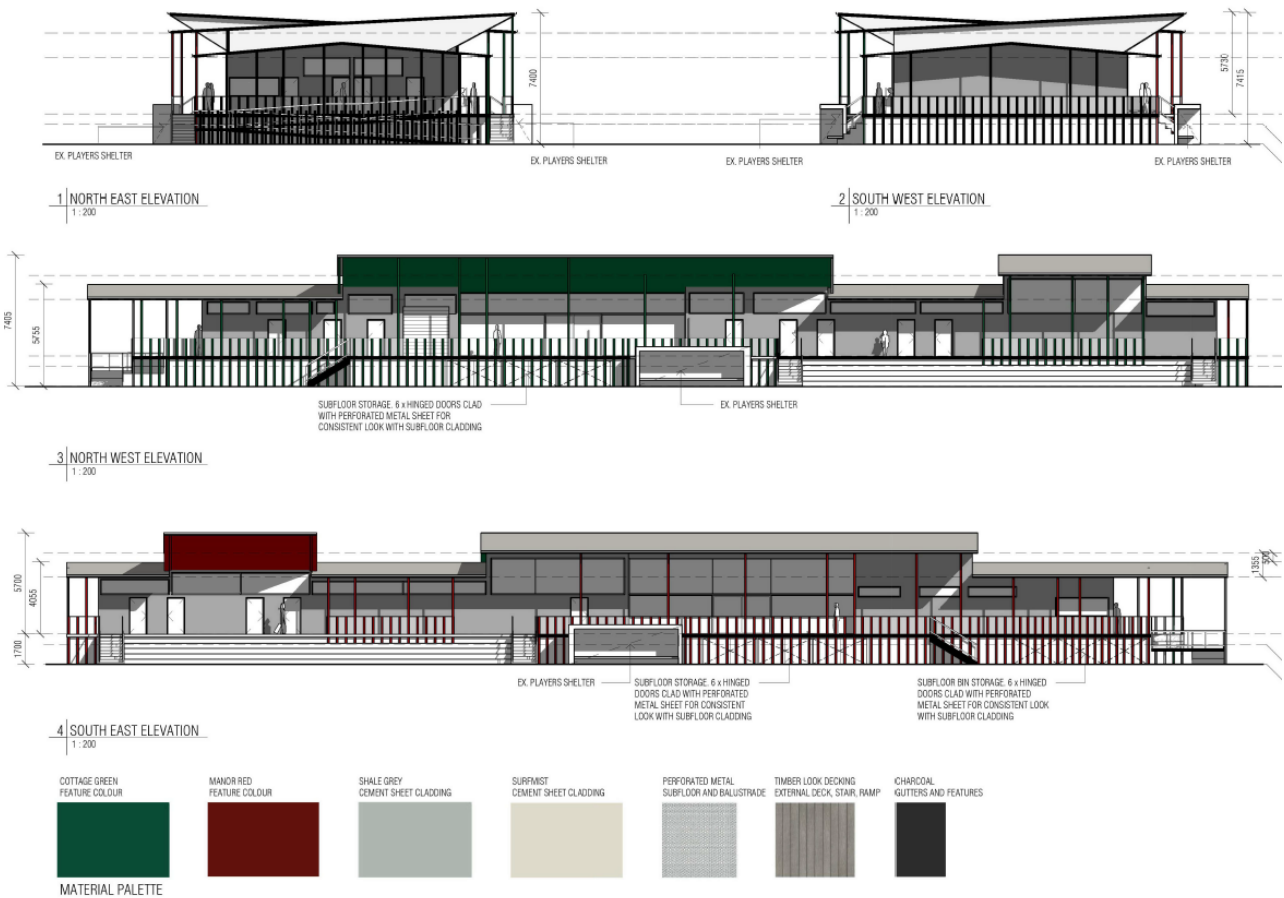 7400
5730
7415
EX. PLAYERS SHELTER
EX. PLAYERS SHELTER
EX. PLAYERS SHELTER
EX. PLAYERS SHELTER
1 NORTH EAST ELEVATION
1 : 200
2 SOUTH WEST ELEVATION
1 : 200
7405
5755
SUBFLOOR STORAGE. 6 x HINGED DOORS CLAD
WITH PERFORATED METAL SHEET FOR
CONSISTENT LOOK WITH SUBFLOOR CLADDING
EX. PLAYERS SHELTER
3 NORTH WEST ELEVATION
1 : 200
5700
4055
1700
1355
500
EX. PLAYERS SHELTER
SUBFLOOR STORAGE. 6 x HINGED
DOORS CLAD WITH PERFORATED
METAL SHEET FOR CONSISTENT
LOOK WITH SUBFLOOR CLADDING
SUBFLOOR BIN STORAGE. 6 x HINGED
DOORS CLAD WITH PERFORATED
METAL SHEET FOR CONSISTENT LOOK
WITH SUBFLOOR CLADDING
4 SOUTH EAST ELEVATION
1 : 200
COTTAGE GREEN
FEATURE COLOUR
MANOR RED
FEATURE COLOUR
SHALE GREY
CEMENT SHEET CLADDING
SURFMIST
CEMENT SHEET CLADDING
PERFORATED METAL
SUBFLOOR AND BALUSTRADE
TIMBER LOOK DECKING
EXTERNAL DECK, STAIR, RAMP
CHARCOAL
GUTTERS AND FEATURES
MATERIAL PALETTE